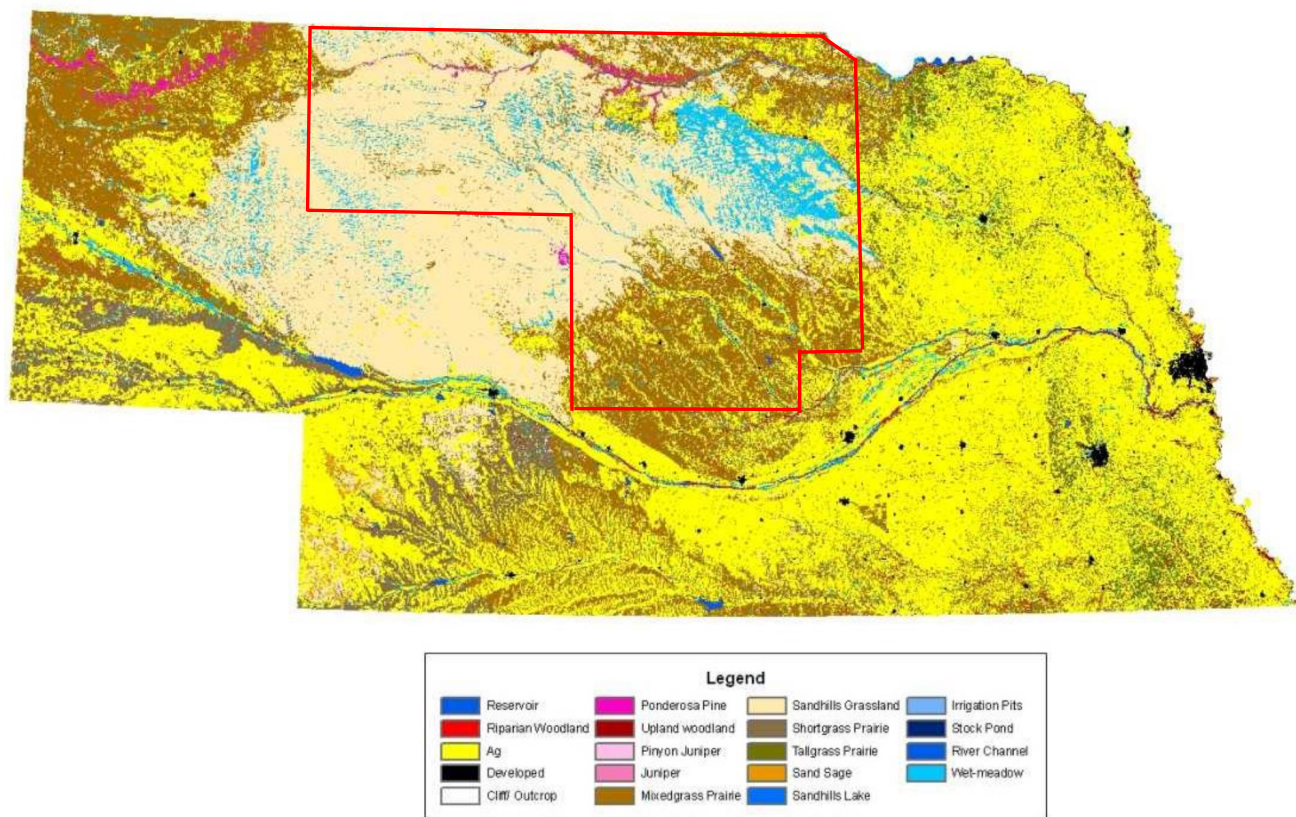 Legend
Reservoir
Riparian Woodland
Ag
Developed
Cliff/ Outcrop
Ponderosa Pine
Upland woodland
Pinyon Juniper
Juniper
Mixedgrass Prairie
Sandhills Grassland
Shortgrass Prairie
Tallgrass Prairie
Sand Sage
Sandhills Lake
Irrigation Pits
Stock Pond
River Channel
Wet-meadow